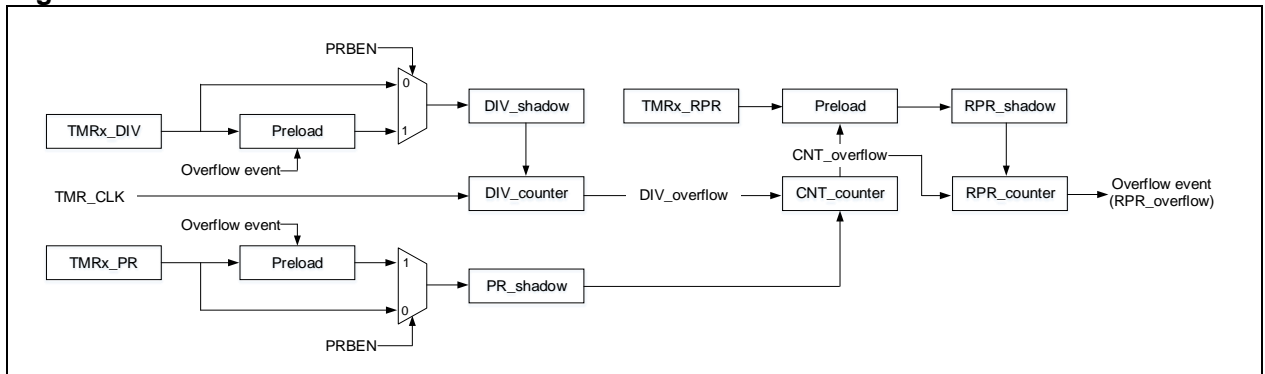 PRBEN
0
TMRx_DIV
Preload
1
DIV_shadow
TMRx_RPR
Preload
RPR_shadow
Overflow event
CNT_overflow
TMR_CLK
DIV_counter
DIV_overflow
CNT_counter
RPR_counter
Overflow event
(RPR_overflow)
Overflow event
TMRx_PR
Preload
1
PR_shadow
0
PRBEN